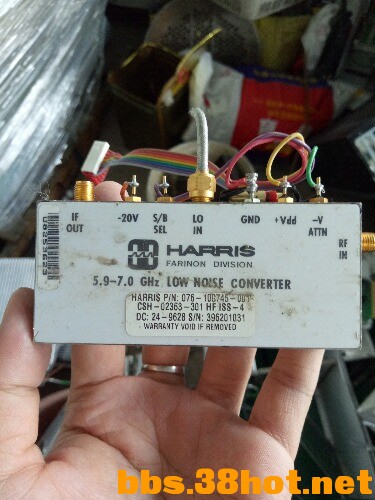 IF OUT
-20V
S/B SEL
LO IN
GND
+Vdd
-V ATTN
RF IN
HARRIS
FARINON DIVISION
5.9-7.0 GHz LOW NOISE CONVERTER
HARRIS P/N: 076-108745-001
CSH-02363-301 HF ISS-4
DC: 24-9628 S/N: 396201031
WARRANTY VOID IF REMOVED
bbs.38hot.net